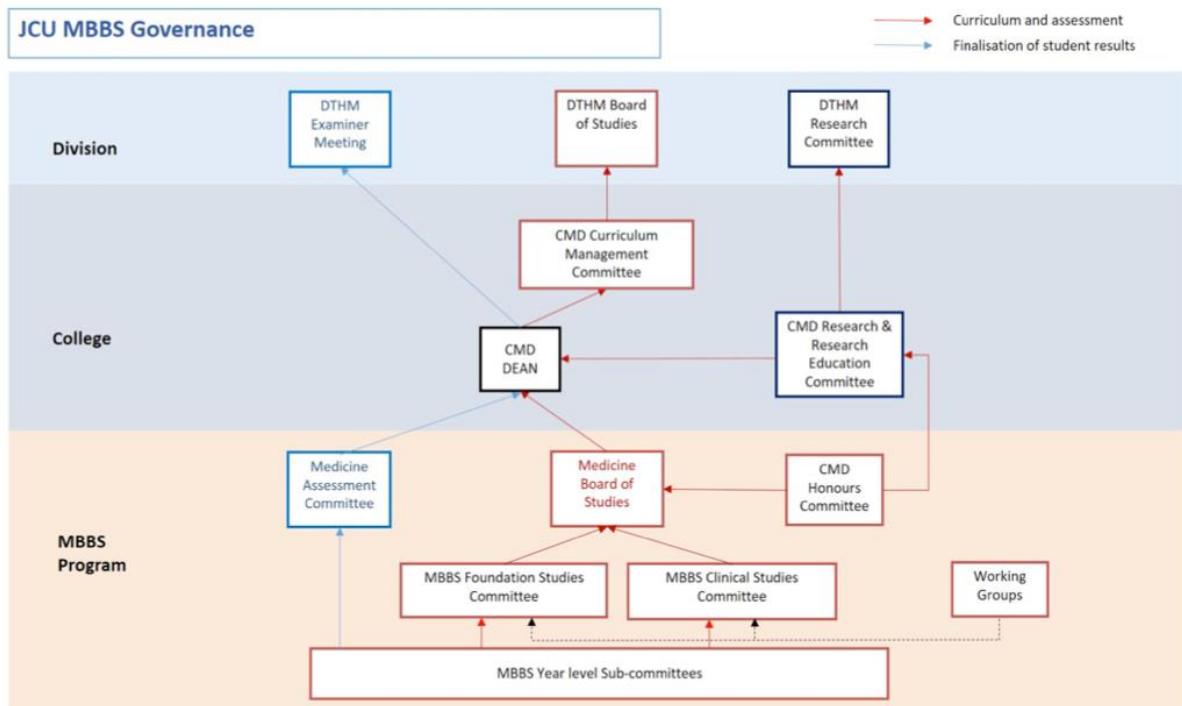 JCU MBBS Governance
Curriculum and assessment
Finalisation of student results
Division
DTHM
Examiner
Meeting
DTHM Board
of Studies
DTHM
Research
Committee
College
CMD Curriculum
Management
Committee
CMD
DEAN
CMD Research &
Research
Education
Committee
MBBS
Program
Medicine
Assessment
Committee
Medicine
Board of
Studies
CMD
Honours
Committee
MBBS Foundation Studies
Committee
MBBS Clinical Studies
Committee
Working
Groups
MBBS Year level Sub-committees